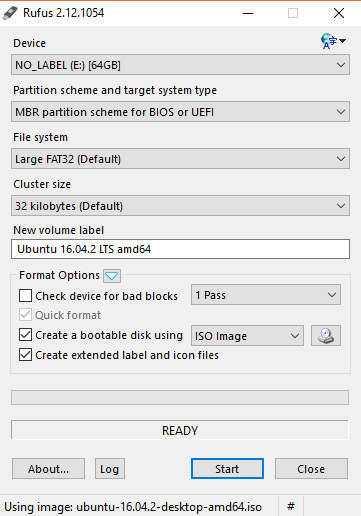 Rufus 2.12.1054
Device
NO_LABEL (E:) [64GB]
Partition scheme and target system type
MBR partition scheme for BIOS or UEFI
File system
Large FAT32 (Default)
Cluster size
32 kilobytes (Default)
New volume label
Ubuntu 16.04.2 LTS amd64
Format Options
Check device for bad blocks 1 Pass
Quick format
Create a bootable disk using ISO Image
Create extended label and icon files
READY
About... Log Start Close
Using image: ubuntu-16.04.2-desktop-amd64.iso #